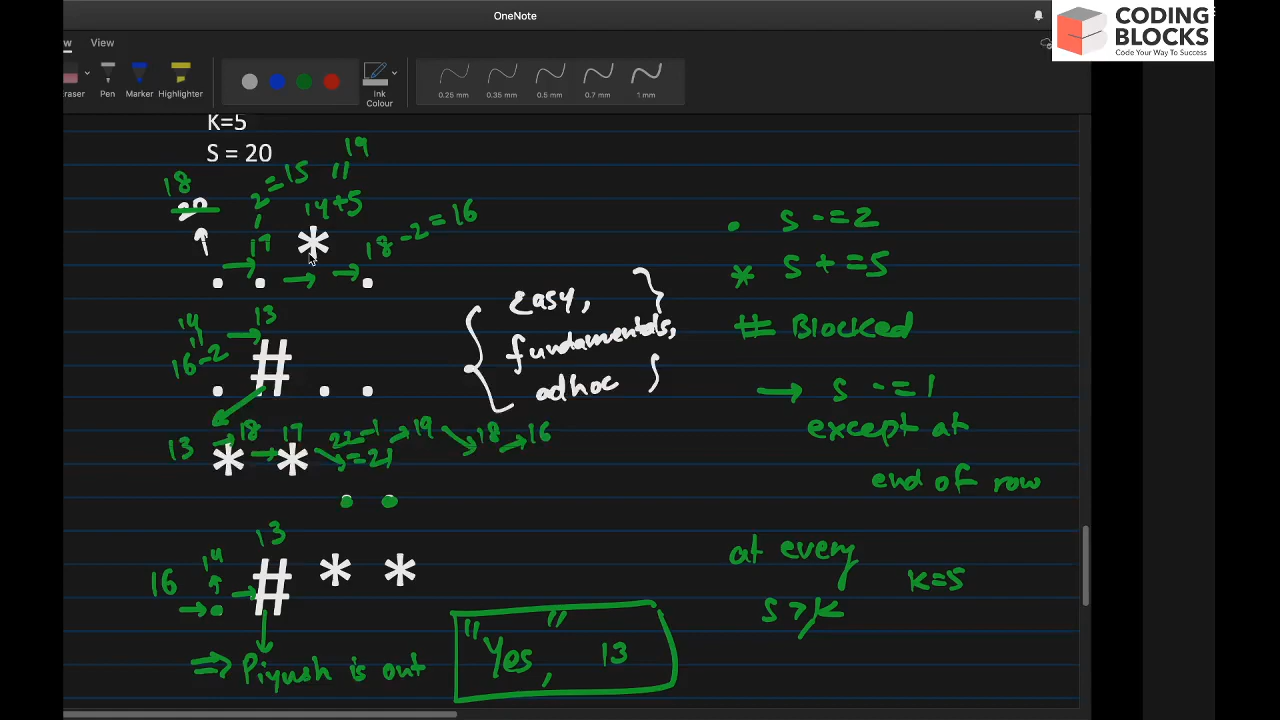 OneNote
CODING
BLOCKS
Code Your Way To Success
w View
raser Pen Marker Highlighter Ink Colour 0.25 mm 0.35 mm 0.5 mm 0.7 mm 1 mm
K=5
S = 20
18 2 = 15 19
14+5
17 * 18-2 = 16
. . .
. S -=2
* S + =5
# Blocked
→ S -= 1
except at
end of row
{ easy, }
fundamentals,
adhoc }
14 → 13
16-2 #
. . .
13 → 18 → 17 22-1 → 19 → 18 → 16
* * =21
. .
16 → 14 → 13
. # * *
⇒ Piyush is out
"Yes, " 13
at every
S > K K=5